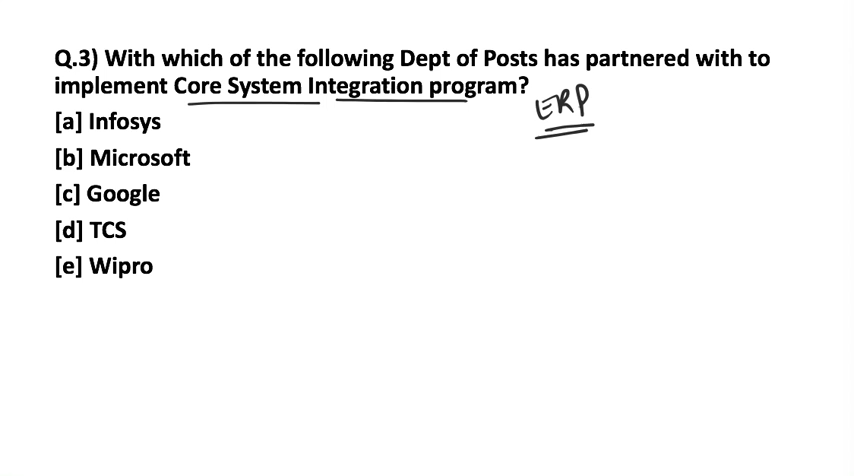 Q.3) With which of the following Dept of Posts has partnered with to
implement Core System Integration program?
ERP
[a] Infosys
[b] Microsoft
[c] Google
[d] TCS
[e] Wipro